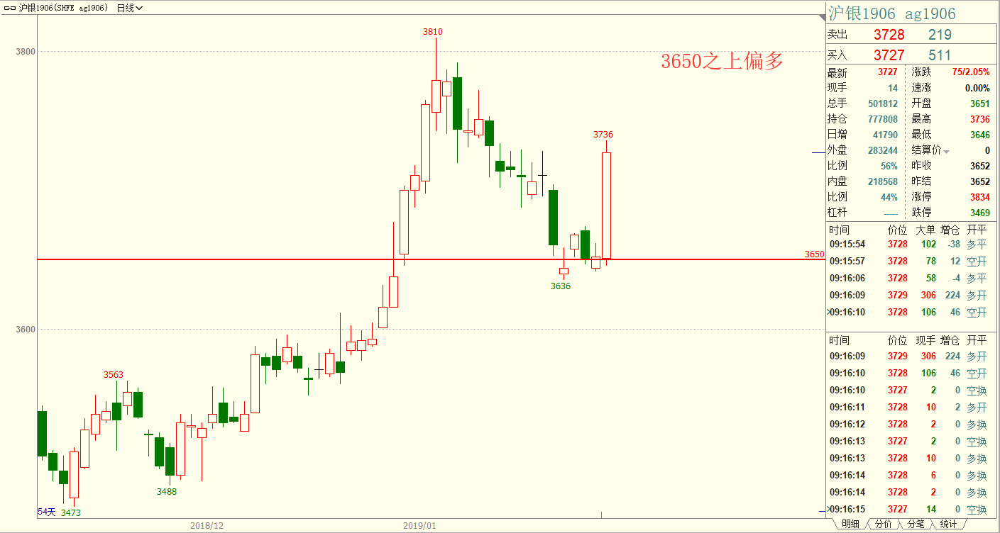 沪银1906(SHFE ag1906) 日线
3800
3600
3810
3650之上偏多
3736
3650
3636
3563
3488
54天 3473
2018/12 2019/01
沪银1906 ag1906
卖出 3728 219
买入 3727 511
最新 3727 涨跌 75/2.05%
现手 14 速涨 0.00%
总手 501812 开盘 3651
持仓 777808 最高 3736
日增 41790 最低 3646
外盘 283244 结算价 0
比例 56% 昨收 3652
内盘 218568 昨结 3652
比例 44% 涨停 3834
杠杆 ----- 跌停 3469
时间 价位 大单 增仓 开平
09:15:54 3728 102 -38 多平
09:15:57 3728 78 12 空开
09:16:06 3728 58 -4 多平
09:16:09 3729 306 224 多开
09:16:10 3728 106 46 空开
时间 价位 现手 增仓 开平
09:16:09 3729 306 224 多开
09:16:10 3728 106 46 空开
09:16:10 3727 2 0 空换
09:16:11 3728 10 2 多开
09:16:12 3728 2 0 多换
09:16:13 3727 2 0 空换
09:16:13 3728 10 0 多换
09:16:14 3728 6 0 多换
09:16:14 3728 2 0 多换
09:16:15 3727 14 0 空换
明细 分价 分笔 统计